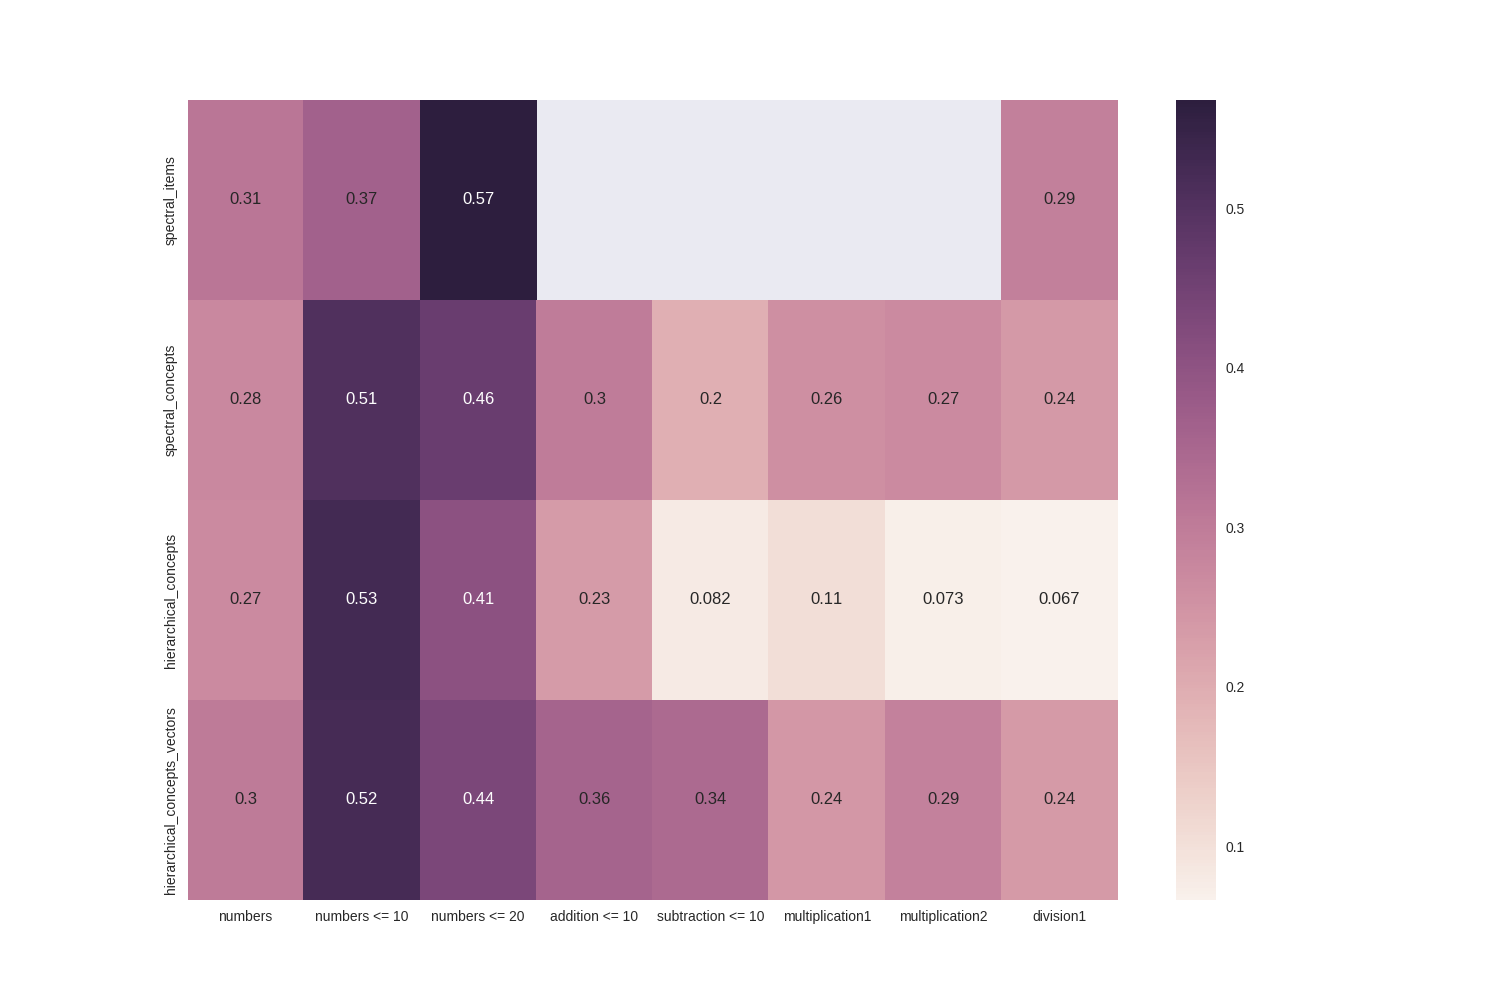 spectral_items
0.31 0.37 0.57 0.29
spectral_concepts
0.28 0.51 0.46 0.3 0.2 0.26 0.27 0.24
hierarchical_concepts
0.27 0.53 0.41 0.23 0.082 0.11 0.073 0.067
hierarchical_concepts_vectors
0.3 0.52 0.44 0.36 0.34 0.24 0.29 0.24
numbers numbers <= 10 numbers <= 20 addition <= 10 subtraction <= 10 multiplication1 multiplication2 division1
0.5
0.4
0.3
0.2
0.1